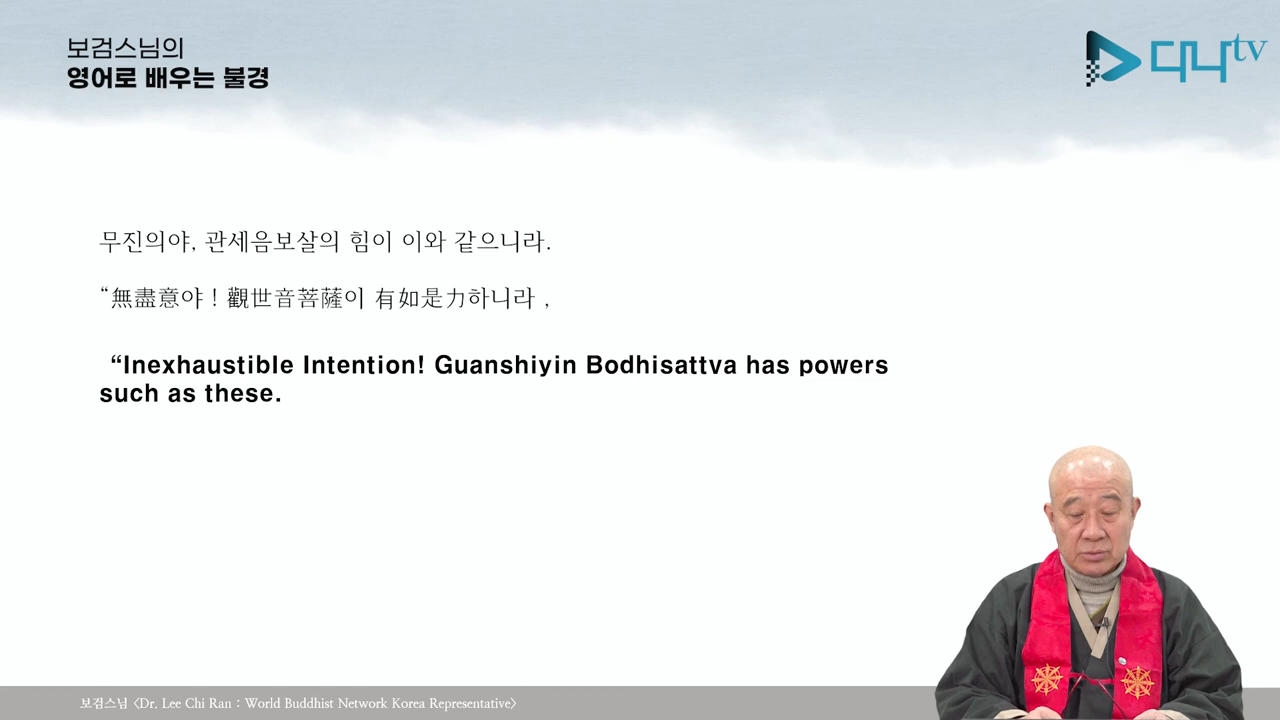 보검스님의
영어로 배우는 불경
다나tv
무진의야, 관세음보살의 힘이 이와 같으니라.
“無盡意야 ! 觀世音菩薩이 有如是力하니라 ,
“Inexhaustible Intention! Guanshiyin Bodhisattva has powers
such as these.
보검스님 <Dr. Lee Chi Ran : World Buddhist Network Korea Representative>